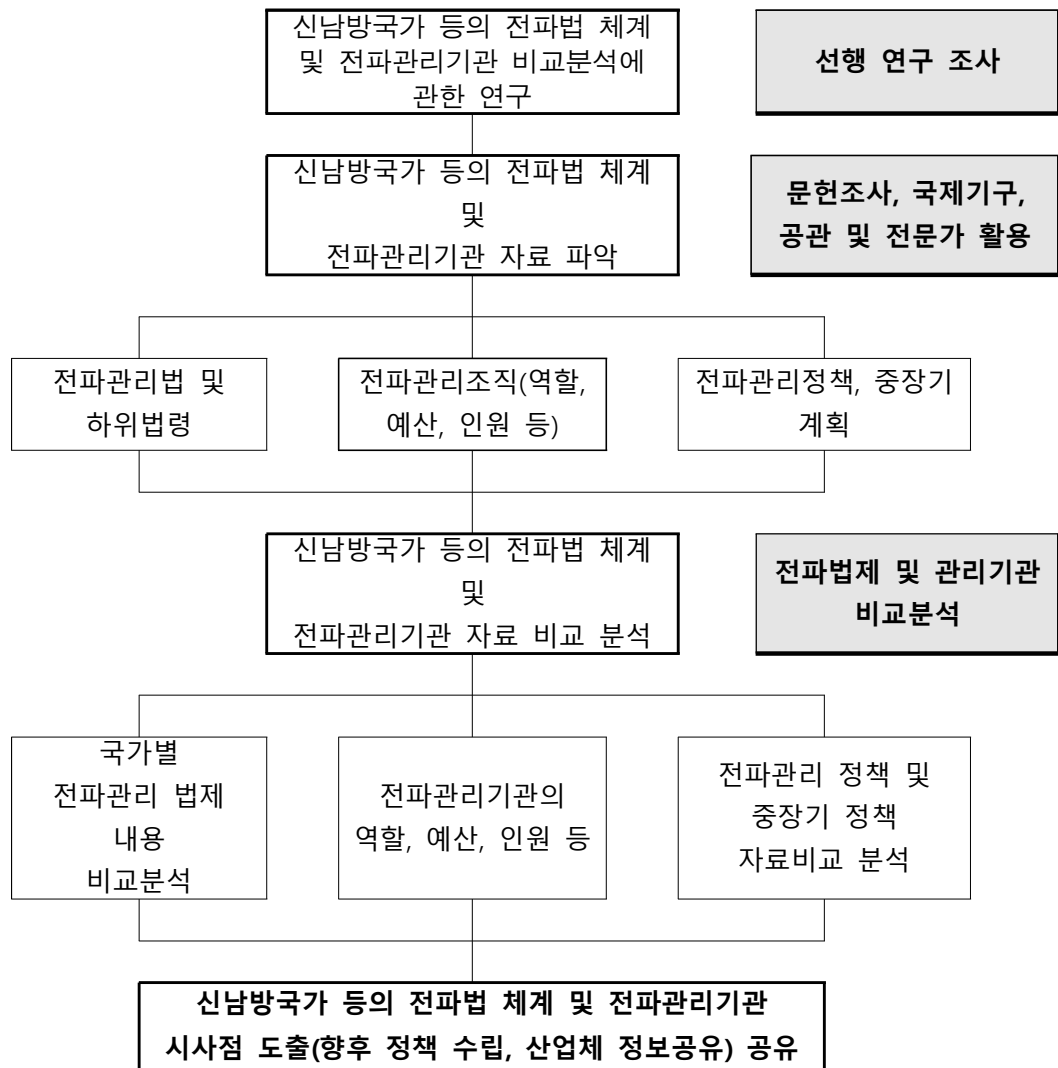 신남방국가 등의 전파법 체계
및 전파관리기관 비교분석에
관한 연구
선행 연구 조사
신남방국가 등의 전파법 체계
및
전파관리기관 자료 파악
문헌조사, 국제기구,
공관 및 전문가 활용
전파관리법 및
하위법령
전파관리조직(역할,
예산, 인원 등)
전파관리정책, 중장기
계획
신남방국가 등의 전파법 체계
및
전파관리기관 자료 비교 분석
전파법제 및 관리기관
비교분석
국가별
전파관리 법제
내용
비교분석
전파관리기관의
역할, 예산, 인원 등
전파관리 정책 및
중장기 정책
자료비교 분석
신남방국가 등의 전파법 체계 및 전파관리기관
시사점 도출(향후 정책 수립, 산업체 정보공유) 공유